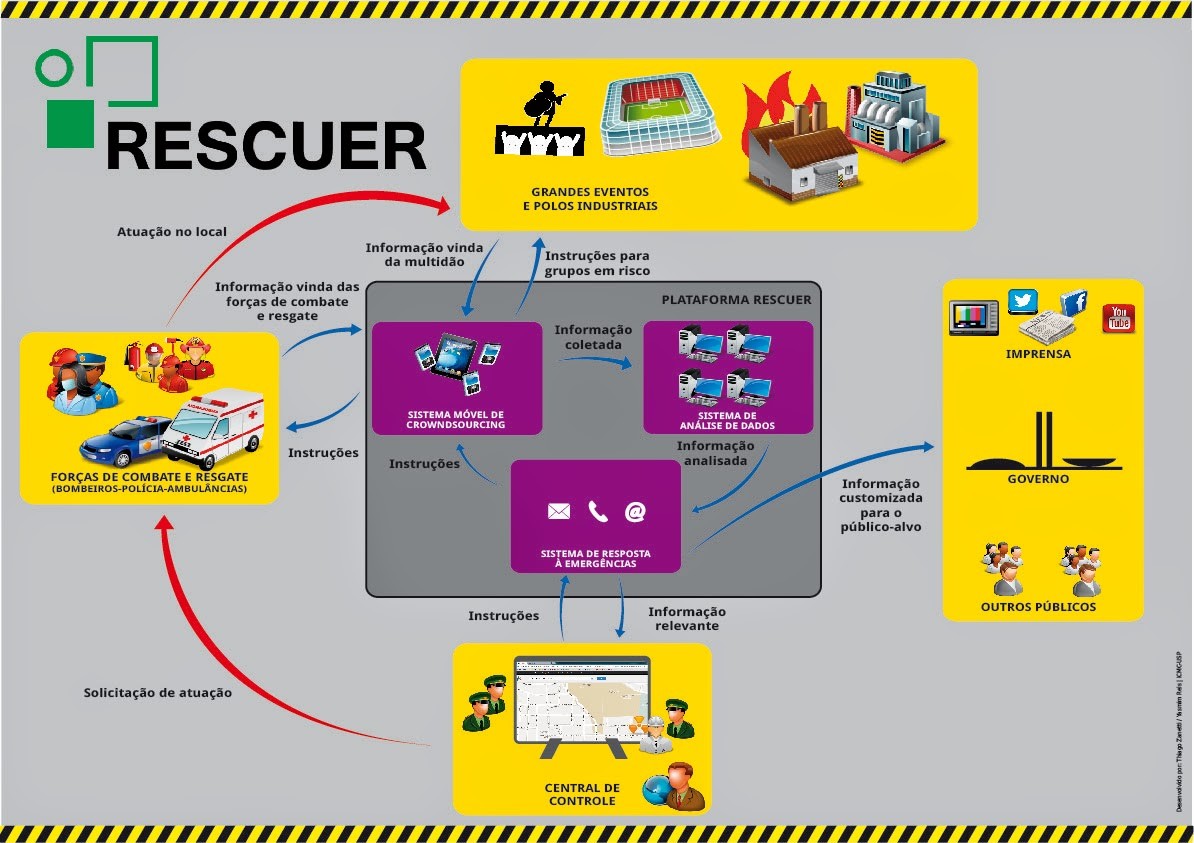 RESCUER
GRANDES EVENTOS
E POLOS INDUSTRIAIS
Atuação no local
Informação vinda
da multidão
Instruções para
grupos em risco
Informação vinda das
forças de combate
e resgate
PLATAFORMA RESCUER
Informação
coletada
SISTEMA MÓVEL DE
CROWNDSOURCING
SISTEMA DE
ANÁLISE DE DADOS
You
Tube
IMPRENSA
AMBULÂNCIAS
FORÇAS DE COMBATE E RESGATE
(BOMBEIROS-POLÍCIA-AMBULÂNCIAS)
Instruções
Instruções
Informação
analisada
@
SISTEMA DE RESPOSTA
À EMERGÊNCIAS
Informação
customizada
para o
público-alvo
GOVERNO
OUTROS PÚBLICOS
Instruções
Informação
relevante
Solicitação de atuação
CENTRAL DE
CONTROLE
Desenvolvido por: Thiago Zanetti / Yasmin Reis | ICMC-USP